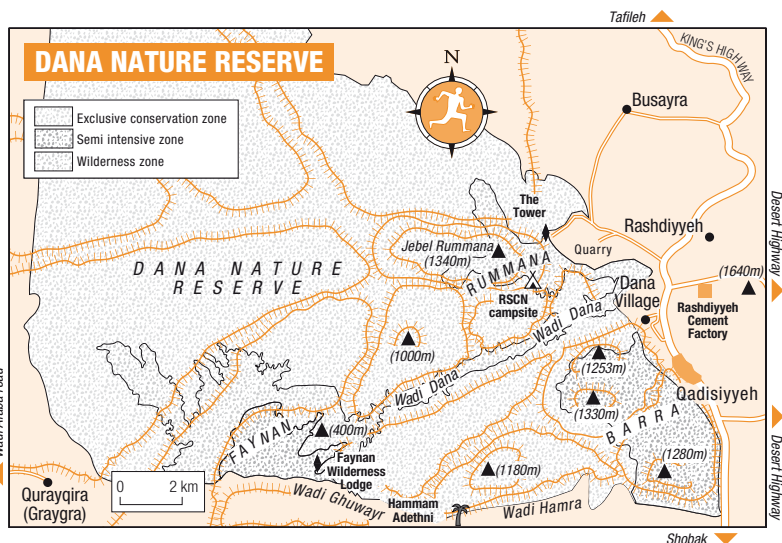 Tafileh
DANA NATURE RESERVE
N
KING'S HIGHWAY
Exclusive conservation zone
Semi intensive zone
Wilderness zone
Busayra
The
Tower
Rashdiyyeh
Desert Highway
Quarry
Jebel Rummana
(1340m)
RUMMANA
DANA NATURE
RESERVE
RSCN
campsite
Dana
Village
(1640m)
Rashdiyyeh
Cement
Factory
Wadi Dana
(1000m)
(1253m)
Wadi Dana
(1330m)
Qadisiyyeh
BARRA
FAYNAN
(400m)
Faynan
Wilderness
Lodge
(1180m)
(1280m)
Desert Highway
Qurayqira
(Graygra)
0 2 km
Wadi Ghuwayr
Hammam
Adethni
Wadi Hamra
Shobak